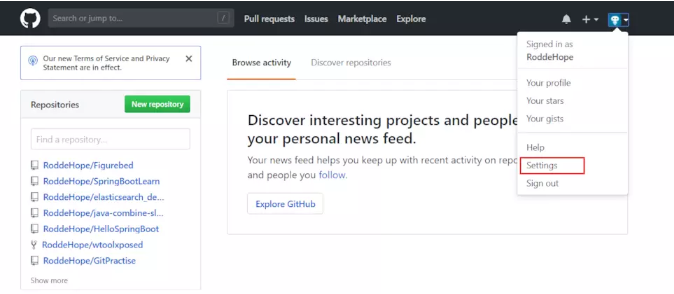 Search or jump to... /
Pull requests Issues Marketplace Explore
Our new Terms of Service and Privacy
Statement are in effect.
Browse activity
Discover repositories
Signed in as
RoddeHope
Your profile
Your stars
Your gists
Help
Settings
Sign out
Repositories
New repository
Find a repository...
RoddeHope/Figurebed
RoddeHope/SpringBootLearn
RoddeHope/elasticsearch_de...
RoddeHope/java-combine-sl...
RoddeHope/HelloSpringBoot
RoddeHope/wtoolxposed
RoddeHope/GitPractise
Show more
Discover interesting projects and people
your personal news feed.
Your news feed helps you keep up with recent activity on repo
and people you follow.
Explore GitHub